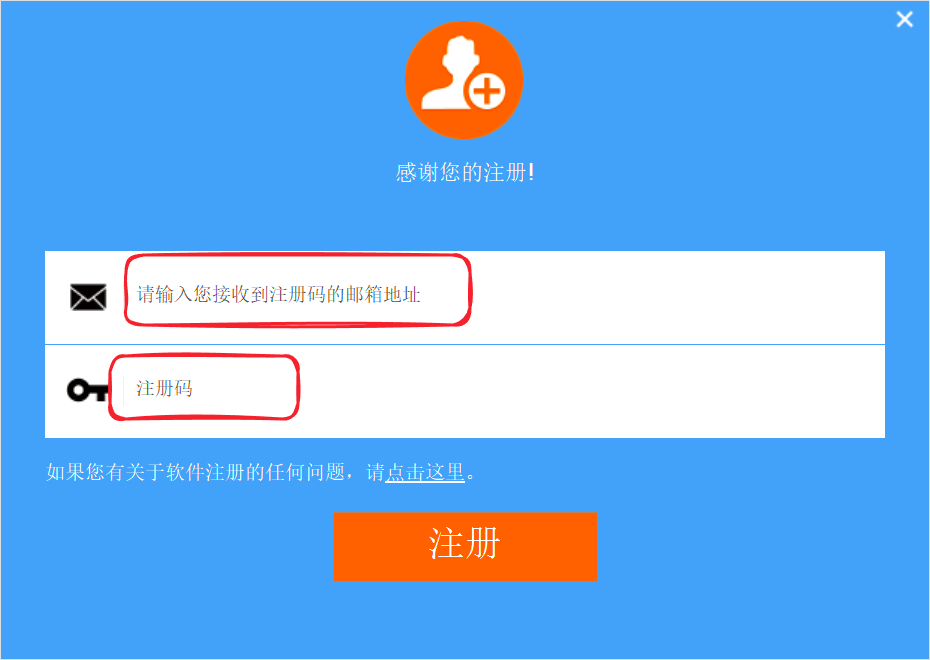 感谢您的注册!
请输入您接收到注册码的邮箱地址
注册码
如果您有关于软件注册的任何问题，请点击这里。
注册